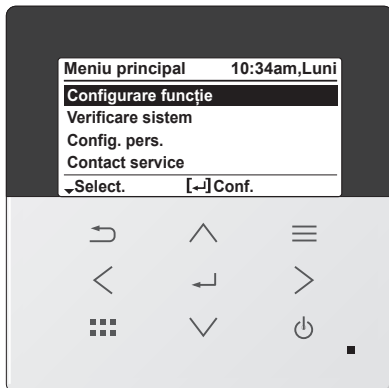 Meniu principal 10:34am,Luni
Configurare funcție
Verificare sistem
Config. pers.
Contact service
Select. [↵]Conf.